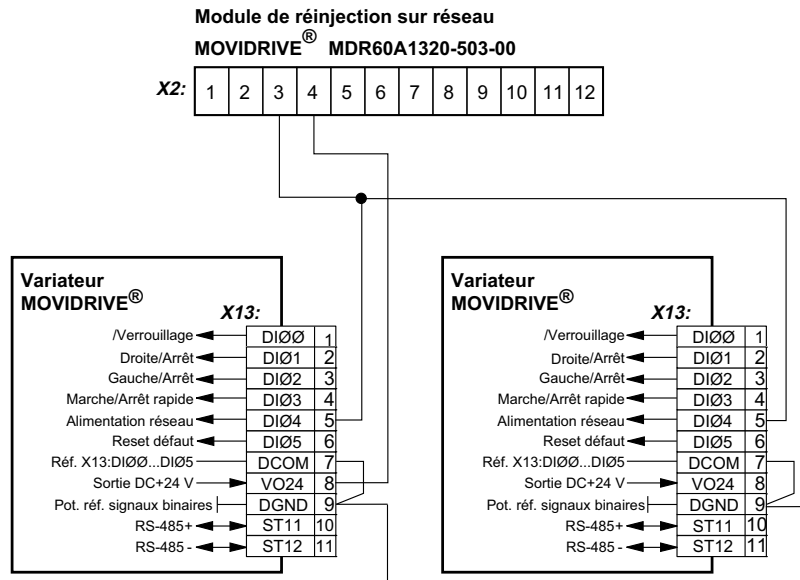 Module de réinjection sur réseau
MOVIDRIVE® MDR60A1320-503-00
X2: 1 2 3 4 5 6 7 8 9 10 11 12
Variateur
MOVIDRIVE®
X13:
/Verrouillage DIØØ 1
Droite/Arrêt DIØ1 2
Gauche/Arrêt DIØ2 3
Marche/Arrêt rapide DIØ3 4
Alimentation réseau DIØ4 5
Reset défaut DIØ5 6
Réf. X13:DIØØ...DIØ5 DCOM 7
Sortie DC+24 V VO24 8
Pot. réf. signaux binaires DGND 9
RS-485+ ST11 10
RS-485 - ST12 11
Variateur
MOVIDRIVE®
X13:
/Verrouillage DIØØ 1
Droite/Arrêt DIØ1 2
Gauche/Arrêt DIØ2 3
Marche/Arrêt rapide DIØ3 4
Alimentation réseau DIØ4 5
Reset défaut DIØ5 6
Réf. X13:DIØØ...DIØ5 DCOM 7
Sortie DC+24 V VO24 8
Pot. réf. signaux binaires DGND 9
RS-485+ ST11 10
RS-485 - ST12 11